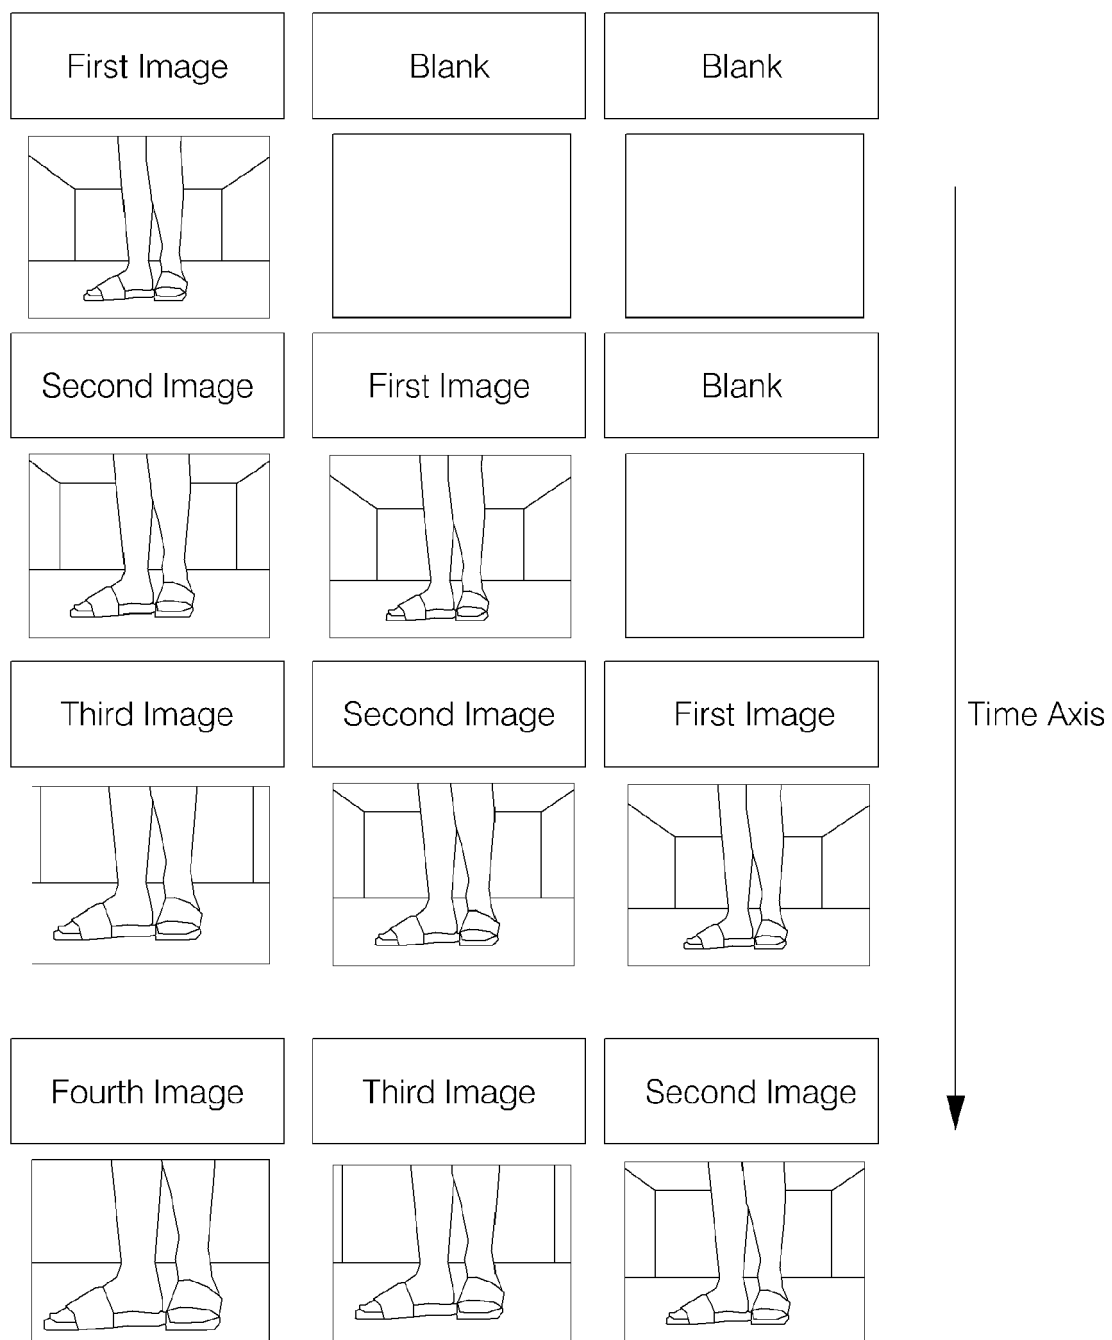 First Image
Blank
Blank
Second Image
First Image
Blank
Third Image
Second Image
First Image
Time Axis
Fourth Image
Third Image
Second Image